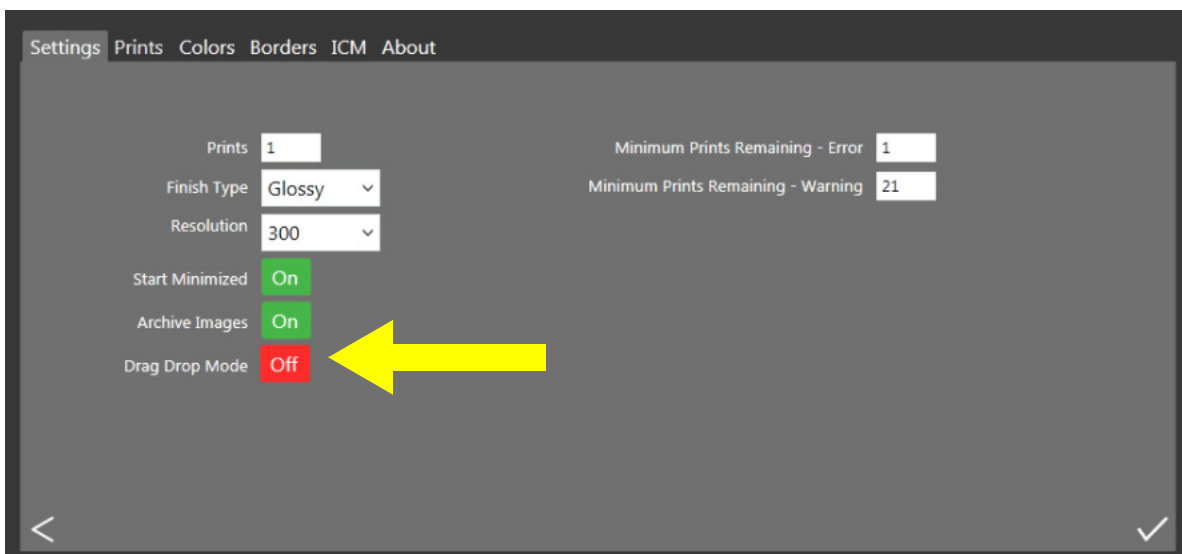 Settings Prints Colors Borders ICM About
Prints 1
Finish Type Glossy
Resolution 300
Start Minimized On
Archive Images On
Drag Drop Mode Off
Minimum Prints Remaining - Error 1
Minimum Prints Remaining - Warning 21